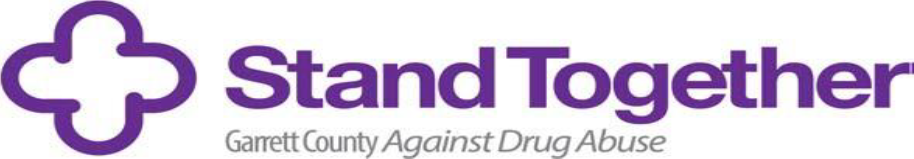 Stand Together
Garrett County Against Drug Abuse